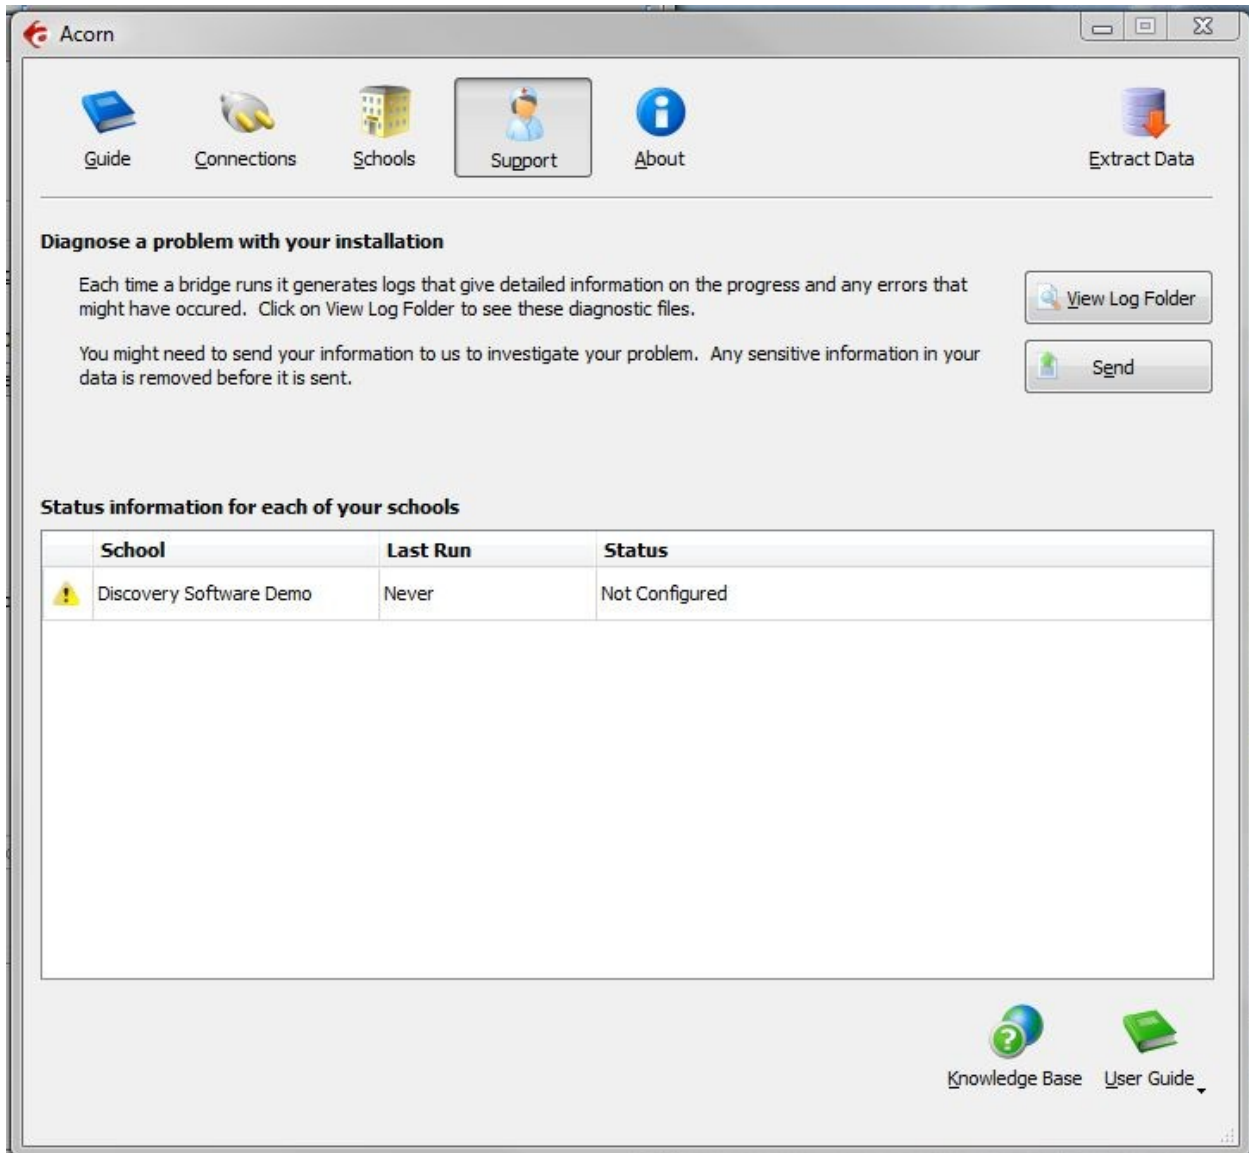 Acorn
Guide
Connections
Schools
Support
About
Extract Data
Diagnose a problem with your installation
Each time a bridge runs it generates logs that give detailed information on the progress and any errors that
might have occured.  Click on View Log Folder to see these diagnostic files.
View Log Folder
You might need to send your information to us to investigate your problem.  Any sensitive information in your
data is removed before it is sent.
Send
Status information for each of your schools
School Last Run Status
Discovery Software Demo Never Not Configured
Knowledge Base
User Guide